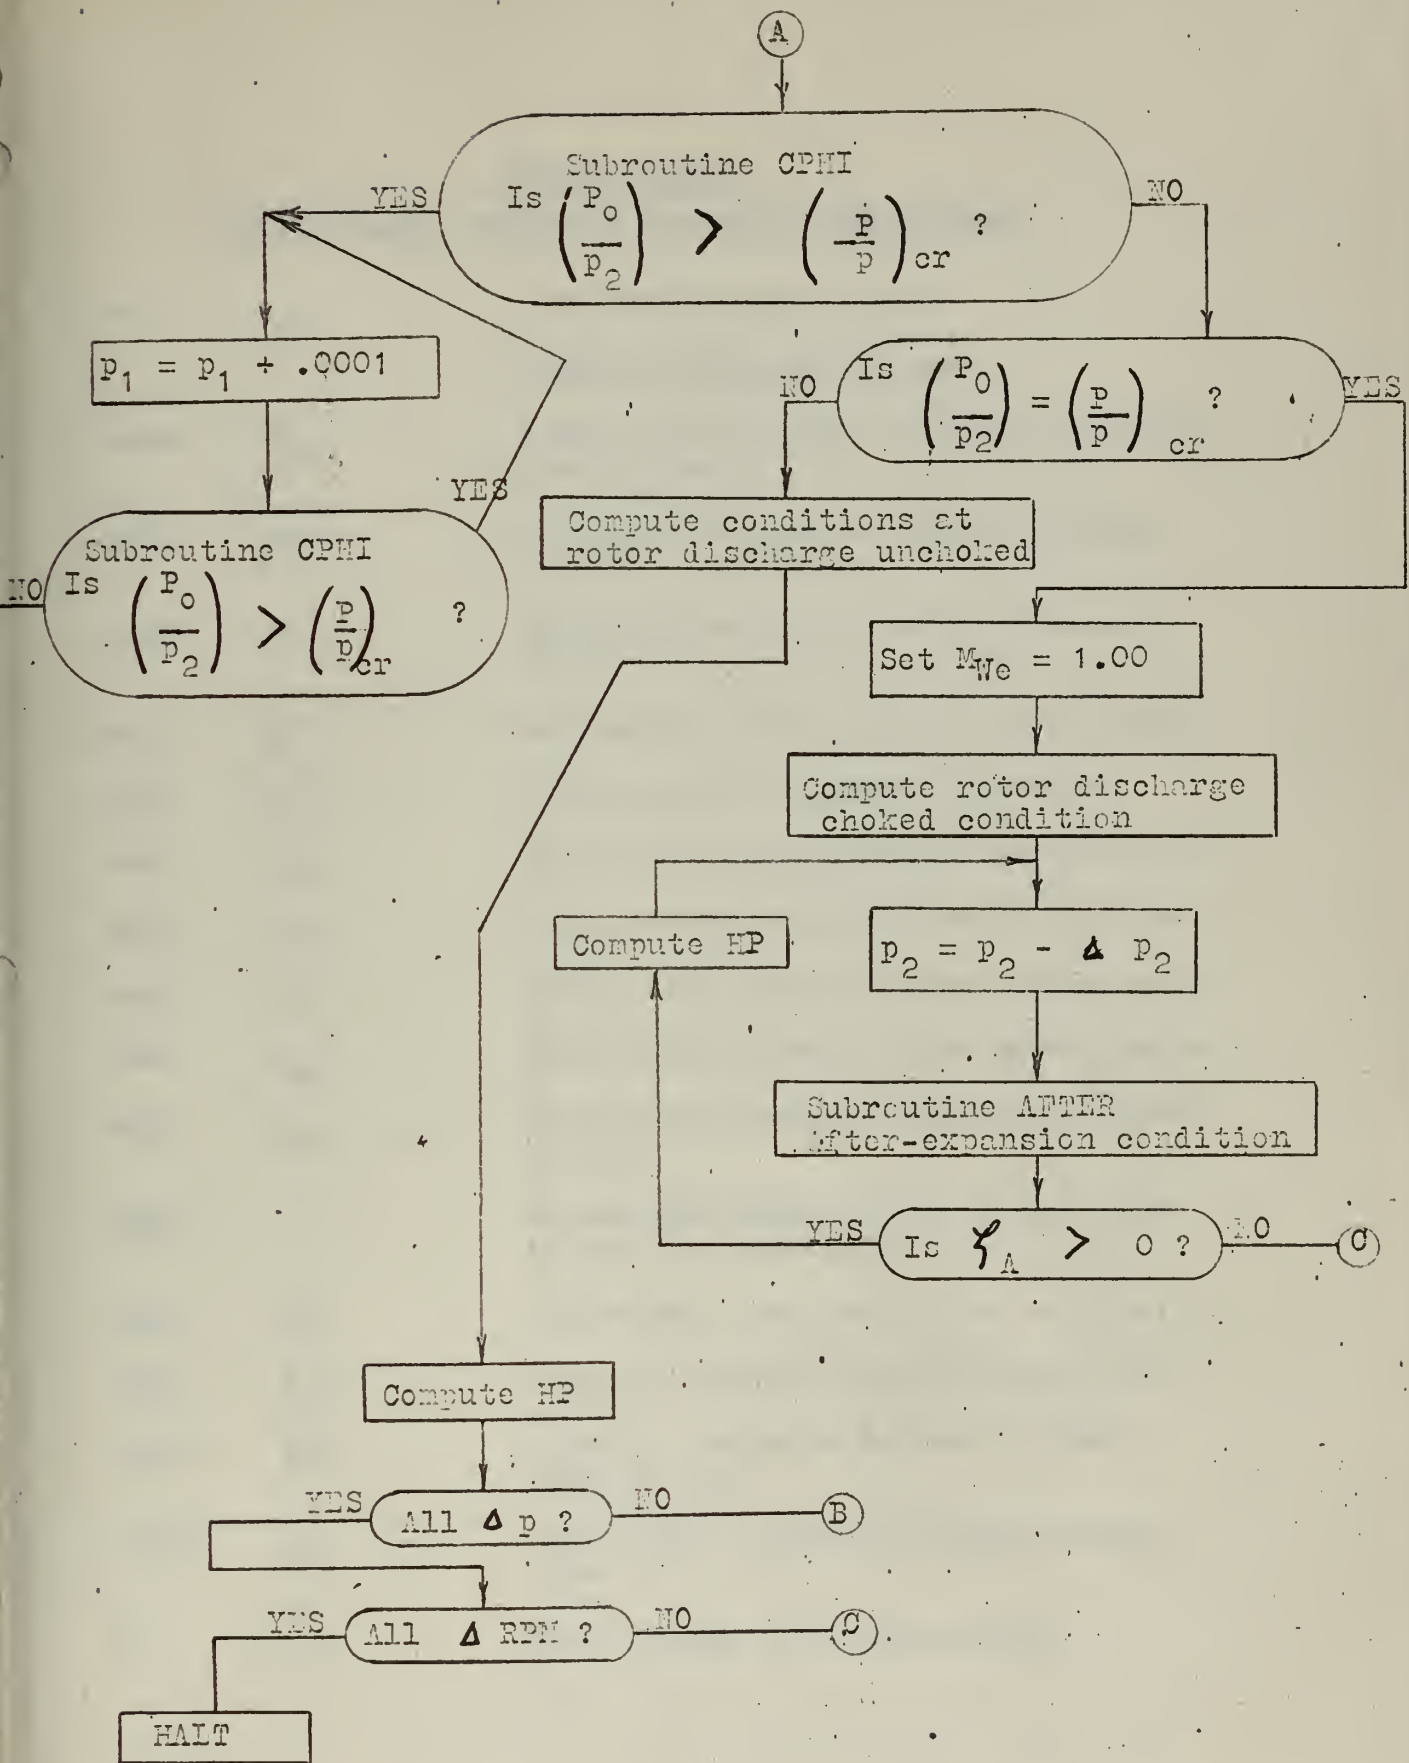 A
Subroutine CPHI
YES
Is (P₀/p₂) > (P/p)cr ?
NO
p₁ = p₁ + .0001
NO
Is (P₀/p₂) = (P/p)cr ?
YES
YES
Compute conditions at
rotor discharge unchoked
Subroutine CPHI
NO
Is (P₀/p₂) > (P/p)cr ?
Set M_We = 1.00
Compute rotor discharge
choked condition
Compute HP
p₂ = p₂ - Δ p₂
Subroutine AFTER
After-expansion condition
YES
Is ζ_A > 0 ?
NO
C
Compute HP
YES
All Δ p ?
NO
B
YES
All Δ RPM ?
NO
C
HALT